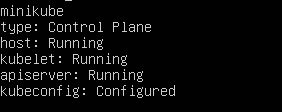 minikube
type: Control Plane
host: Running
kubelet: Running
apiserver: Running
kubeconfig: Configured